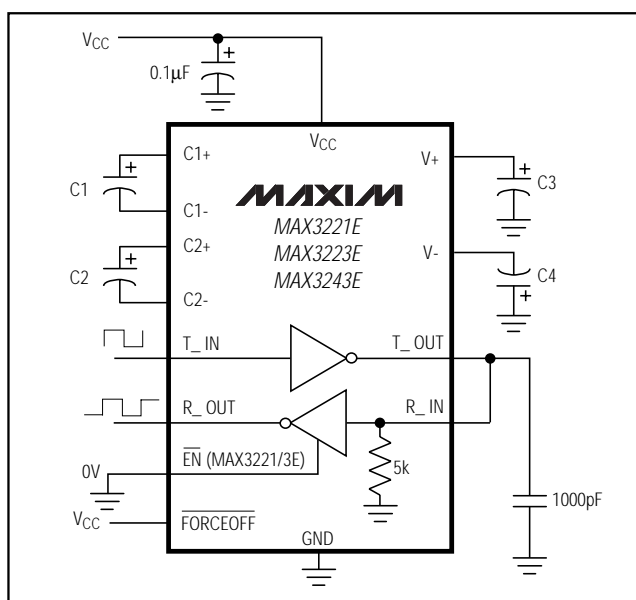 VCC
0.1µF
VCC
C1+
V+
C1
C3
C1-
MAXIM
MAX3221E
MAX3223E
MAX3243E
C2+
V-
C2
C4
C2-
T_ IN
T_ OUT
R_ OUT
R_ IN
EN (MAX3221/3E)
0V
5k
1000pF
VCC
FORCEOFF
GND